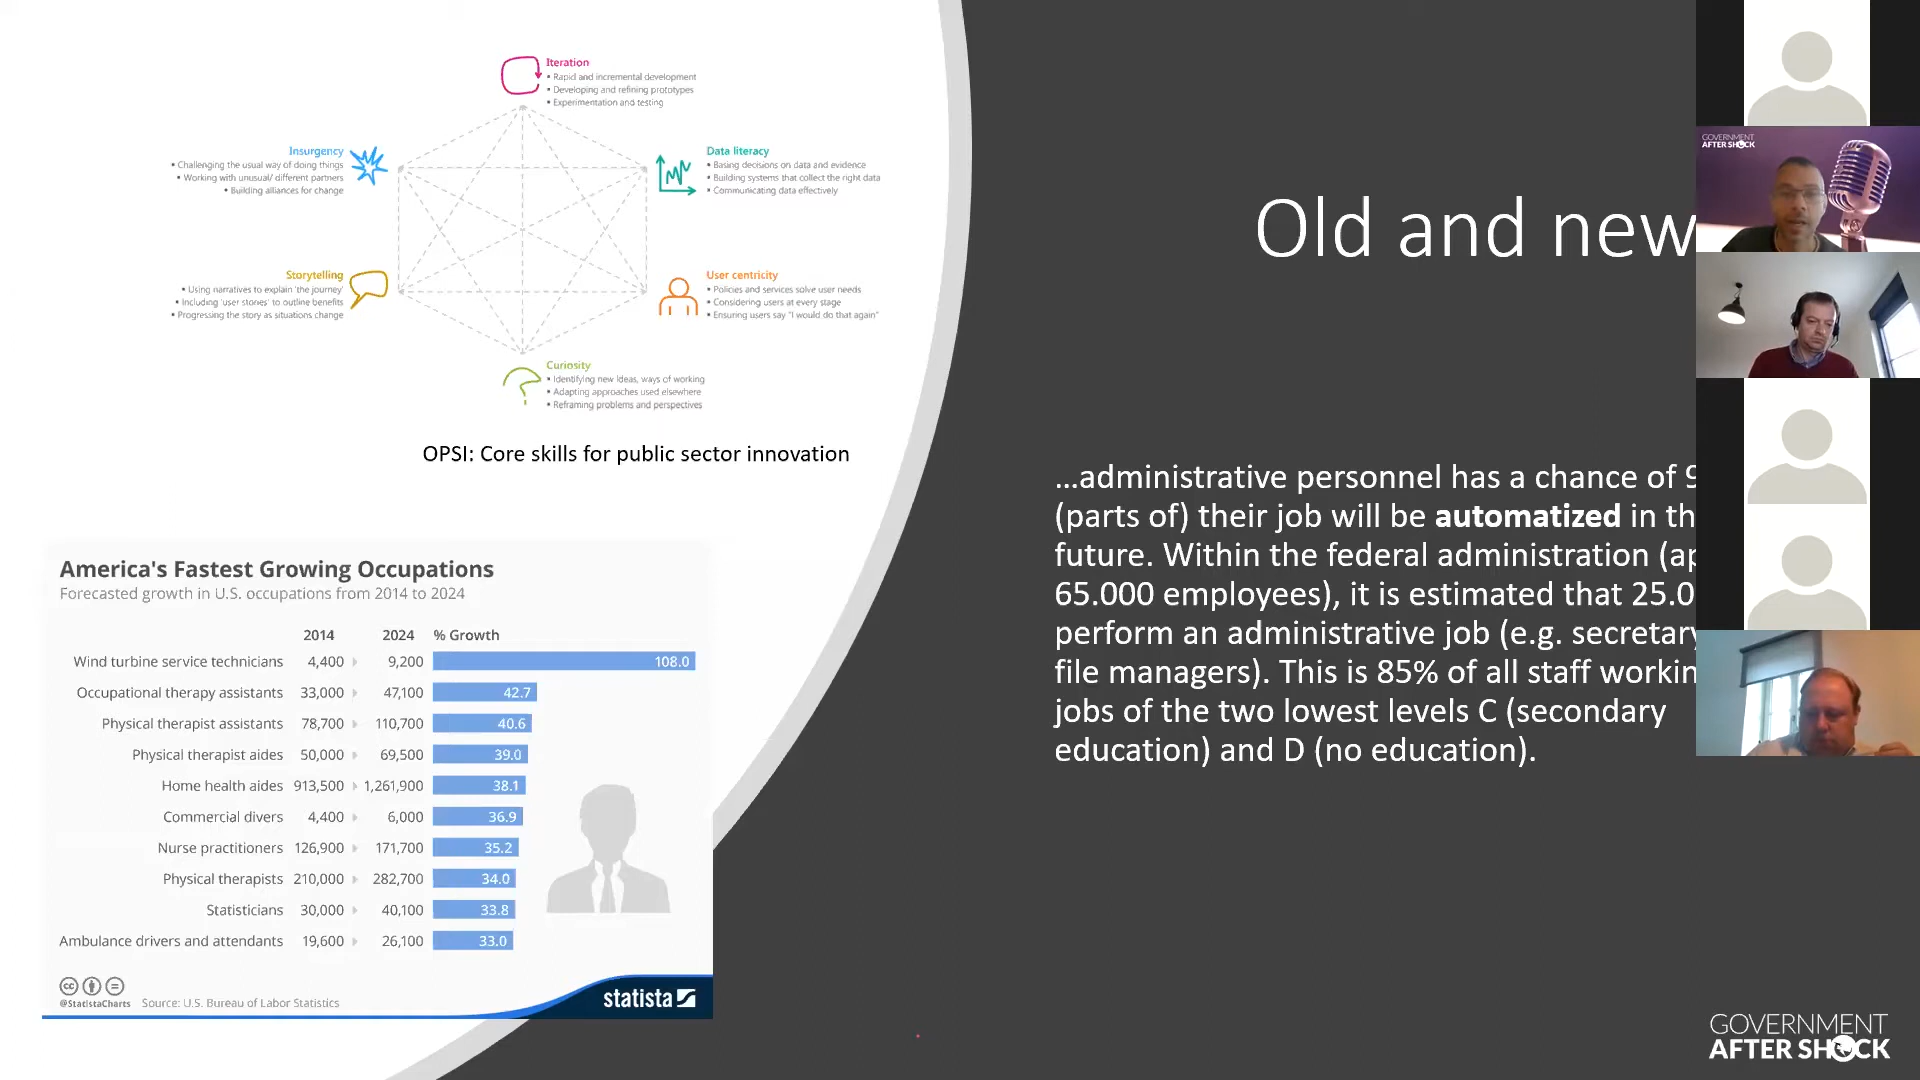 Iteration
▪ Rapid and incremental development
▪ Developing and refining prototypes
▪ Experimentation and testing
Insurgency
▪ Challenging the usual way of doing things
▪ Working with unusual/ different partners
▪ Building alliances for change
Data literacy
▪ Basing decisions on data and evidence
▪ Building systems that collect the right data
▪ Communicating data effectively
Storytelling
▪ Using narratives to explain 'the journey'
▪ Including 'user stories' to outline benefits
▪ Progressing the story as situations change
User centricity
▪ Policies and services solve user needs
▪ Considering users at every stage
▪ Ensuring users say "I would do that again"
Curiosity
▪ Identifying new ideas, ways of working
▪ Adapting approaches used elsewhere
▪ Reframing problems and perspectives
OPSI: Core skills for public sector innovation
America's Fastest Growing Occupations
Forecasted growth in U.S. occupations from 2014 to 2024
2014 2024 % Growth
Wind turbine service technicians 4,400 9,200 108.0
Occupational therapy assistants 33,000 47,100 42.7
Physical therapist assistants 78,700 110,700 40.6
Physical therapist aides 50,000 69,500 39.0
Home health aides 913,500 1,261,900 38.1
Commercial divers 4,400 6,000 36.9
Nurse practitioners 126,900 171,700 35.2
Physical therapists 210,000 282,700 34.0
Statisticians 30,000 40,100 33.8
Ambulance drivers and attendants 19,600 26,100 33.0
@StatistaCharts Source: U.S. Bureau of Labor Statistics
statista
Old and new
...administrative personnel has a chance of 9
(parts of) their job will be automatized in th
future. Within the federal administration (ap
65.000 employees), it is estimated that 25.0
perform an administrative job (e.g. secretary
file managers). This is 85% of all staff workin
jobs of the two lowest levels C (secondary
education) and D (no education).
GOVERNMENT
AFTER SHOCK
GOVERNMENT
AFTER SHOCK